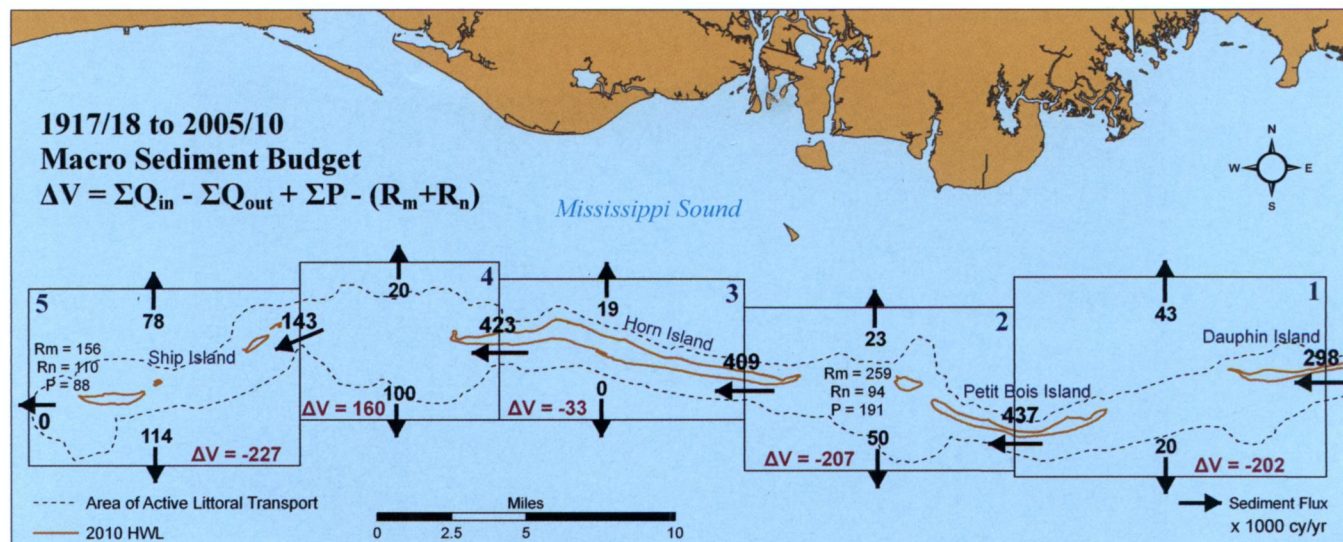 1917/18 to 2005/10
Macro Sediment Budget
ΔV = ΣQin - ΣQout + ΣP - (Rm+Rn)
N
W E
S
Mississippi Sound
5
78
143
Rm = 156
Rn = 110
P = 88
Ship Island
0
114
ΔV = -227
4
20
423
100
ΔV = 160
3
19
Horn Island
409
0
ΔV = -33
2
23
Rm = 259
Rn = 94
P = 191
Petit Bois Island
437
50
ΔV = -207
1
43
Dauphin Island
298
20
ΔV = -202
Area of Active Littoral Transport
2010 HWL
Miles
0 2.5 5 10
Sediment Flux
x 1000 cy/yr